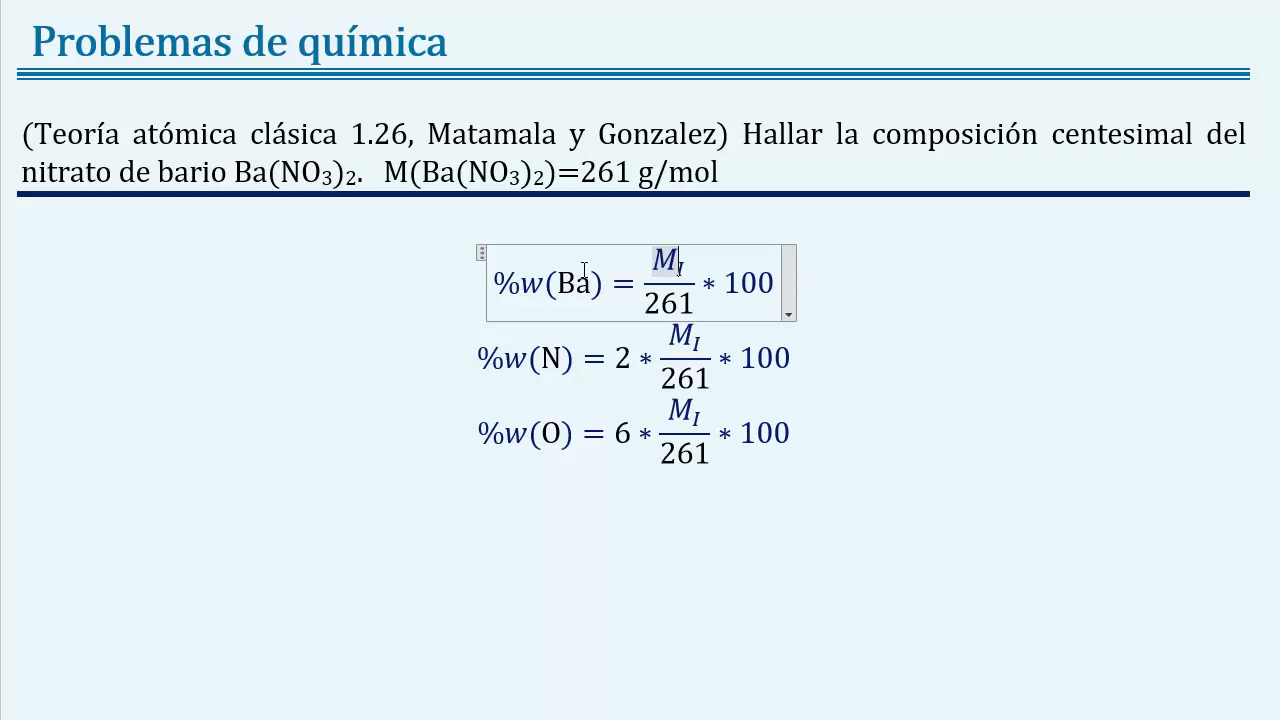 Problemas de química
(Teoría atómica clásica 1.26, Matamala y Gonzalez) Hallar la composición centesimal del
nitrato de bario Ba(NO₃)₂. M(Ba(NO₃)₂)=261 g/mol
%w(Ba) = M_I/261 * 100
%w(N) = 2 * M_I/261 * 100
%w(O) = 6 * M_I/261 * 100